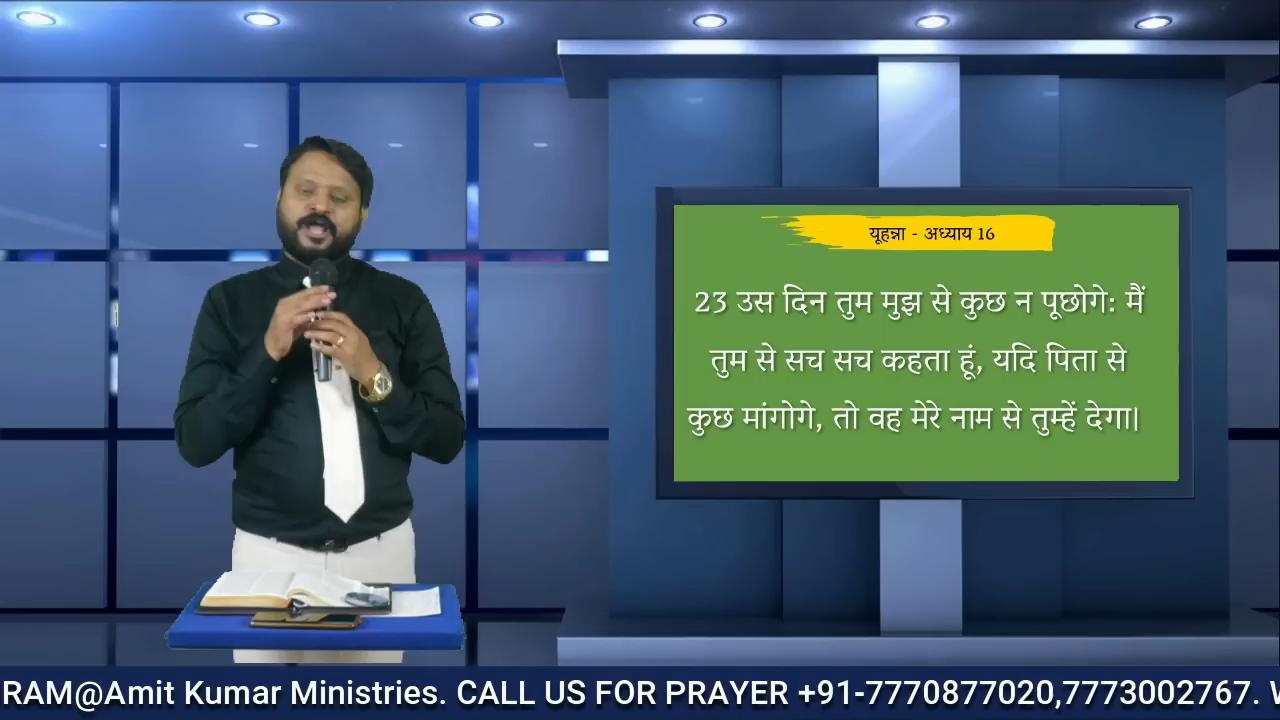 यूहन्ना - अध्याय 16
23 उस दिन तुम मुझ से कुछ न पूछोगे: मैं
तुम से सच सच कहता हूं, यदि पिता से
कुछ मांगोगे, तो वह मेरे नाम से तुम्हें देगा|
RAM@Amit Kumar Ministries. CALL US FOR PRAYER +91-7770877020,7773002767.